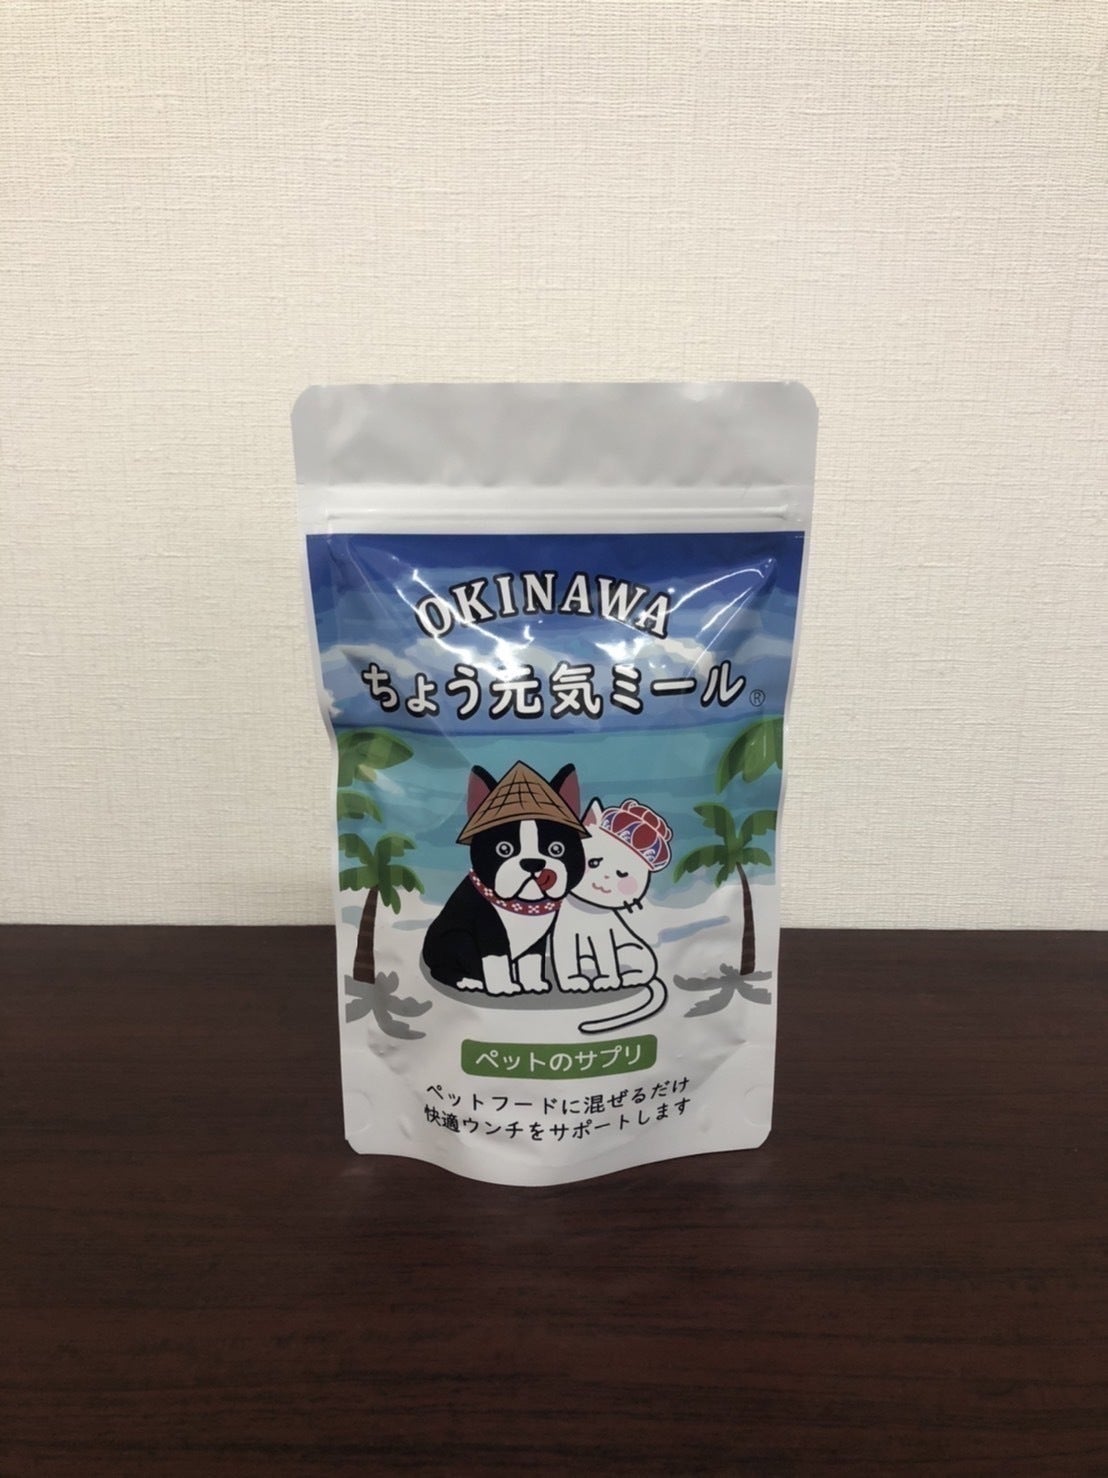 OKINAWA
ちょう元気ミール®
ペットのサプリ
ペットフードに混ぜるだけ
快適ウンチをサポートします